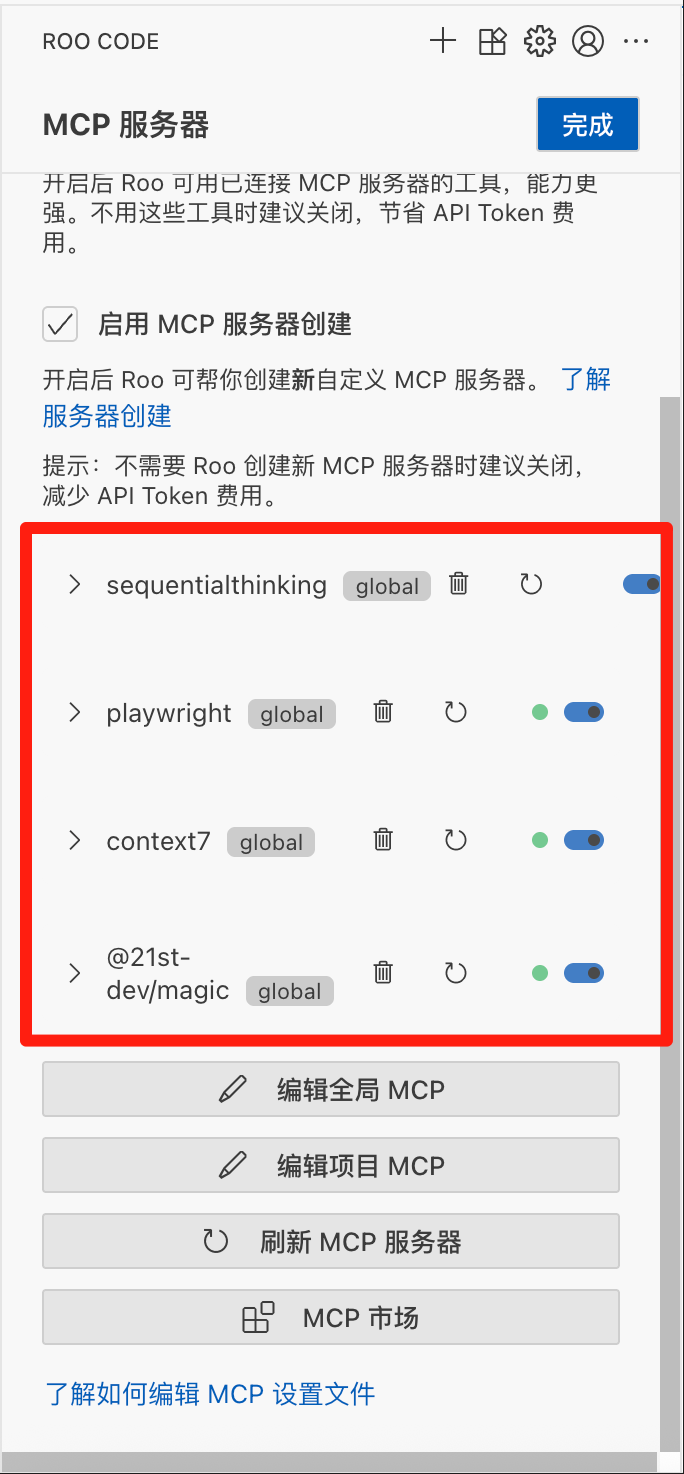 ROO CODE
MCP 服务器
完成
开启后 Roo 可用已连接 MCP 服务器的工具，能力更
强。不用这些工具时建议关闭，节省 API Token 费
用。
启用 MCP 服务器创建
开启后 Roo 可帮你创建新自定义 MCP 服务器。 了解
服务器创建
提示：不需要 Roo 创建新 MCP 服务器时建议关闭，
减少 API Token 费用。
sequentialthinking global
playwright global
context7 global
@21st-
dev/magic global
编辑全局 MCP
编辑项目 MCP
刷新 MCP 服务器
MCP 市场
了解如何编辑 MCP 设置文件